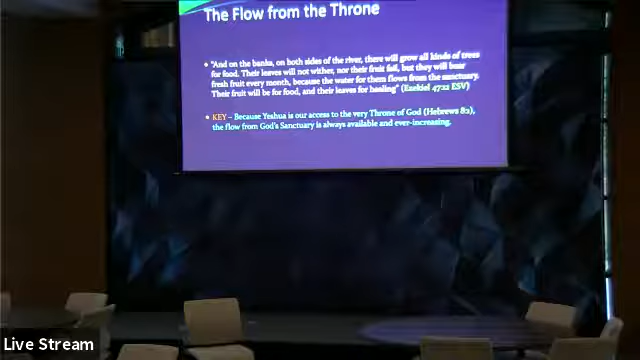 The Flow from the Throne
• "And on the banks, on both sides of the river, there will grow all kinds of trees
for food. Their leaves will not wither, nor their fruit fail, but they will bear
fresh fruit every month, because the water for them flows from the sanctuary.
Their fruit will be for food, and their leaves for healing" (Ezekiel 47:12 ESV)
• KEY – Because Yeshua is our access to the very Throne of God (Hebrews 8:1),
the flow from God's Sanctuary is always available and ever-increasing.
Live Stream